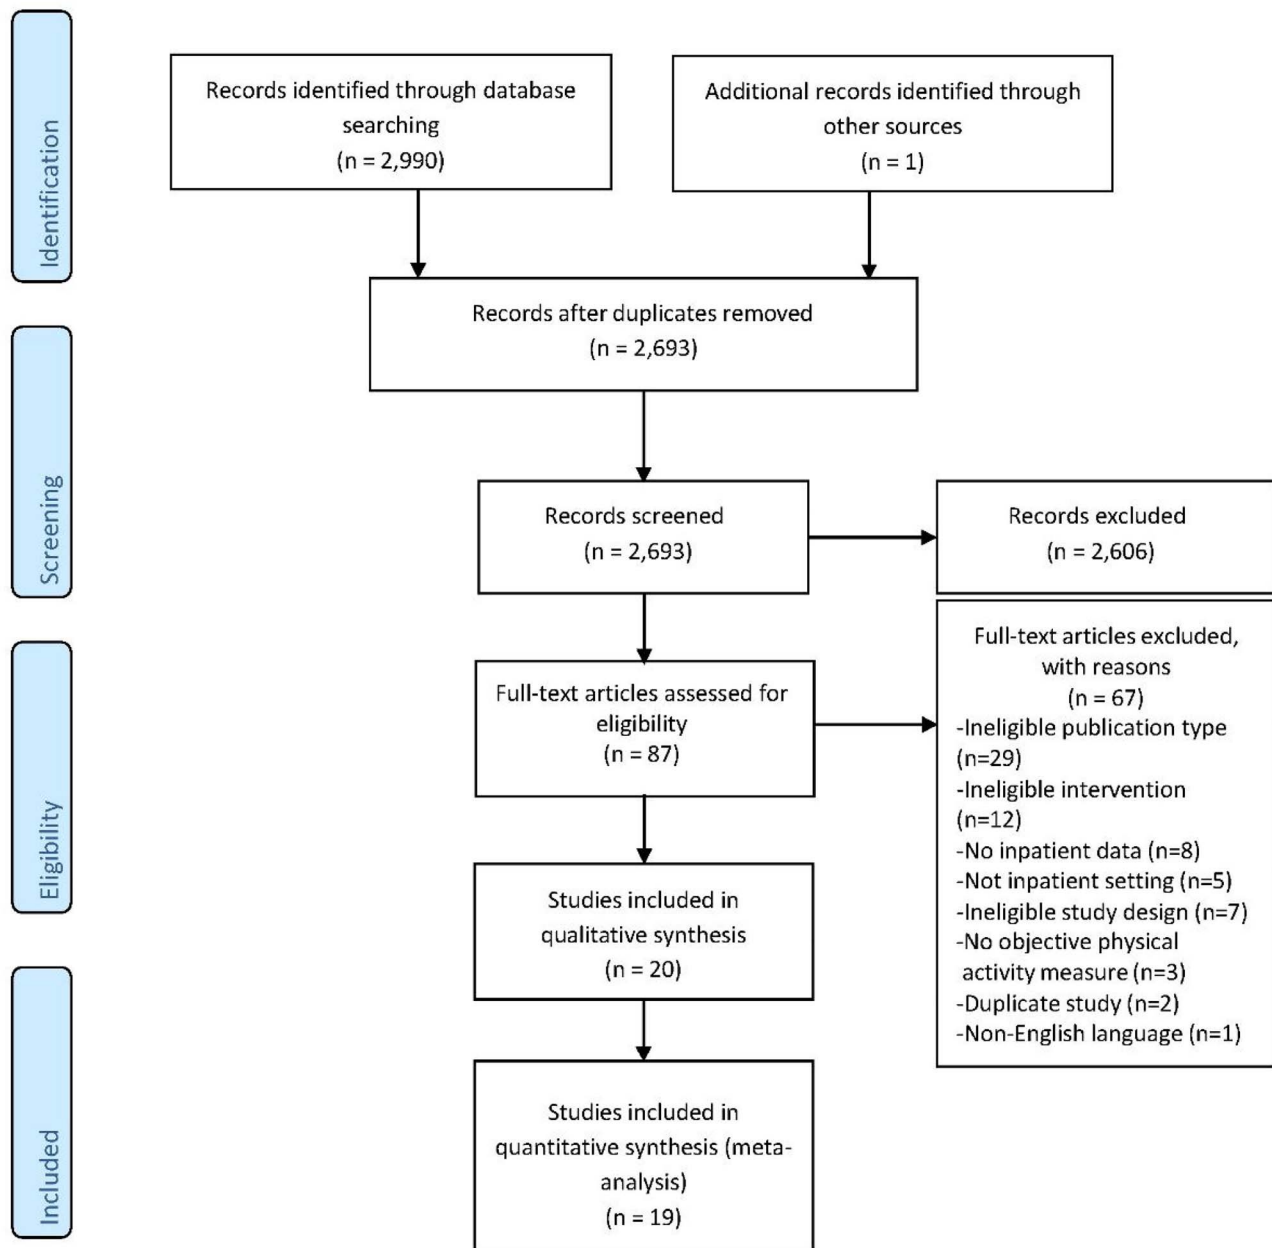 Identification
Records identified through database
searching
(n = 2,990)
Additional records identified through
other sources
(n = 1)
Records after duplicates removed
(n = 2,693)
Screening
Records screened
(n = 2,693)
Records excluded
(n = 2,606)
Eligibility
Full-text articles assessed for
eligibility
(n = 87)
Full-text articles excluded,
with reasons
(n = 67)
-Ineligible publication type
(n=29)
-Ineligible intervention
(n=12)
-No inpatient data (n=8)
-Not inpatient setting (n=5)
-Ineligible study design (n=7)
-No objective physical
activity measure (n=3)
-Duplicate study (n=2)
-Non-English language (n=1)
Studies included in
qualitative synthesis
(n = 20)
Included
Studies included in
quantitative synthesis (meta-
analysis)
(n = 19)